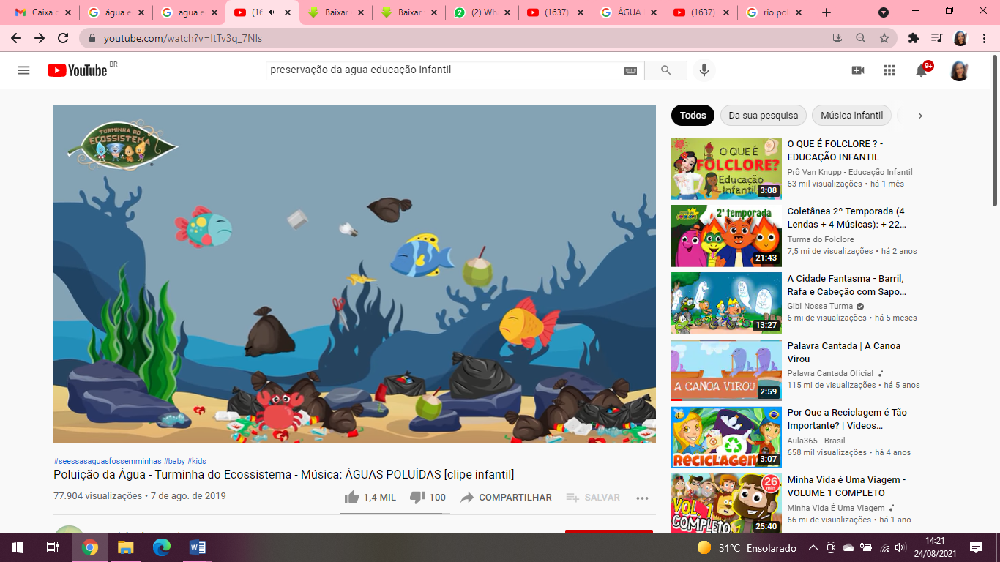 Caixa d
água e
agua e
(16
Baixar
Baixar
(2) Wh
(1637)
ÁGUA
(1637)
rio pol
youtube.com/watch?v=ItTv3q_7NIs
YouTube BR
preservação da agua educação infantil
9+
TURMINHA DO
ECOSSISTEMA
#seessasaguasfossemminhas #baby #kids
Poluição da Água - Turminha do Ecossistema - Música: ÁGUAS POLUÍDAS [clipe infantil]
77.904 visualizações • 7 de ago. de 2019
1,4 MIL
100
COMPARTILHAR
SALVAR
Todos
Da sua pesquisa
Música infantil
O QUE É
FOLCLORE?
Educação
Infantil
3:08
O QUE É FOLCLORE ? -
EDUCAÇÃO INFANTIL
Prô Van Knupp - Educação Infantil
63 mil visualizações • há 1 mês
2ª temporada
21:43
Coletânea 2º Temporada (4
Lendas + 4 Músicas): + 22…
Turma do Folclore
7,5 mi de visualizações • há 2 anos
13:27
A Cidade Fantasma - Barril,
Rafa e Cabeção com Sapo…
Gibi Nossa Turma
6 mi de visualizações • há 5 meses
A CANOA VIROU
2:59
Palavra Cantada | A Canoa
Virou
Palavra Cantada Oficial
115 mi de visualizações • há 5 anos
RECICLAGEM
3:07
Por Que a Reciclagem é Tão
Importante? | Vídeos…
Aula365 - Brasil
658 mil visualizações • há 4 anos
26
min
VOL.1
COMPLETO
25:40
Minha Vida é Uma Viagem -
VOLUME 1 COMPLETO
Minha Vida É Uma Viagem
66 mi de visualizações • há 1 ano
31°C Ensolarado
14:21
24/08/2021